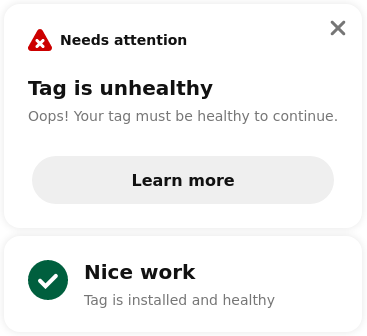 Needs attention
Tag is unhealthy
Oops! Your tag must be healthy to continue.
Learn more
Nice work
Tag is installed and healthy